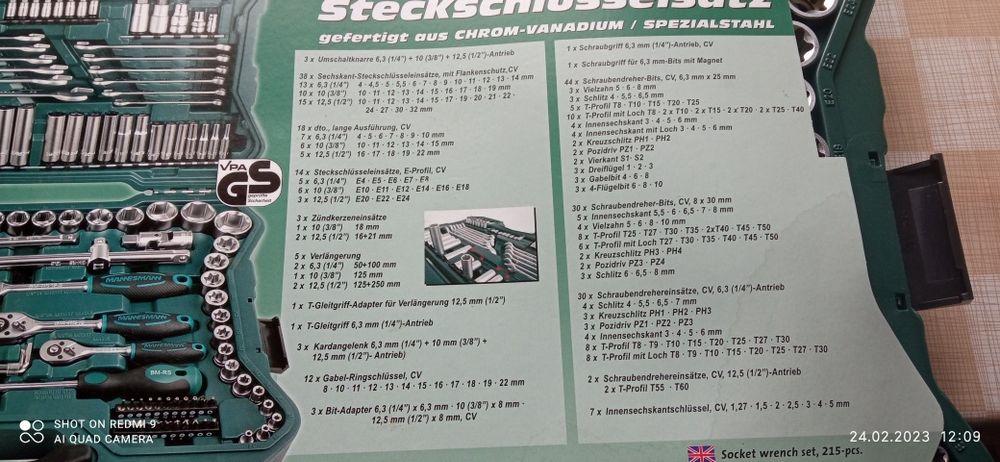 Steckschlüsselsatz
gefertigt aus CHROM-VANADIUM / SPEZIALSTAHL
3 x Umschaltknarre 6,3 (1/4") + 10 (3/8") + 12,5 (1/2")-Antrieb
38 x Sechskant-Steckschlüsseleinsätze, mit Flankenschutz,CV
13 x 6,3 (1/4") 4 · 4,5 · 5 · 5,5 · 6 · 7 · 8 · 9 · 10 · 11 · 12 · 13 · 14 mm
10 x 10 (3/8") 10 · 11 · 12 · 13 · 14 · 15 · 16 · 17 · 18 · 19 mm
15 x 12,5 (1/2") 10 · 11 · 12 · 13 · 14 · 15 · 17 · 19 · 20 · 21 · 22 ·
24 · 27 · 30 · 32 mm
18 x dto., lange Ausführung, CV
7 x 6,3 (1/4") 4 · 5 · 6 · 7 · 8 · 9 · 10 mm
6 x 10 (3/8") 10 · 11 · 12 · 13 · 14 · 15 mm
5 x 12,5 (1/2") 16 · 17 · 18 · 19 · 22 mm
14 x Steckschlüsseleinsätze, E-Profil, CV
5 x 6,3 (1/4") E4 · E5 · E6 · E7 · E8
6 x 10 (3/8") E10 · E11 · E12 · E14 · E16 · E18
3 x 12,5 (1/2") E20 · E22 · E24
3 x Zündkerzeneinsätze
1 x 10 (3/8") 18 mm
2 x 12,5 (1/2") 16+21 mm
5 x Verlängerung
2 x 6,3 (1/4") 50+100 mm
1 x 10 (3/8") 125 mm
2 x 12,5 (1/2") 125+250 mm
1 x T-Gleitgriff-Adapter für Verlängerung 12,5 mm (1/2")
1 x T-Gleitgriff 6,3 mm (1/4")-Antrieb
3 x Kardangelenk 6,3 mm (1/4") + 10 mm (3/8") +
12,5 mm (1/2")- Antrieb)
12 x Gabel-Ringschlüssel, CV
8 · 10 · 11 · 12 · 13 · 14 · 15 · 16 · 17 · 18 · 19 · 22 mm
3 x Bit-Adapter 6,3 (1/4") x 6,3 mm · 10 (3/8") x 8 mm ·
12,5 mm (1/2") x 8 mm, CV
1 x Schraubgriff 6,3 mm (1/4")-Antrieb, CV
1 x Schraubgriff für 6,3 mm-Bits mit Magnet
44 x Schraubendreher-Bits, CV, 6,3 mm x 25 mm
3 x Vielzahn 5 · 6 · 8 mm
3 x Schlitz 4 · 5,5 · 6,5 mm
5 x T-Profil T8 · T10 · T15 · T20 · T25
10 x T-Profil mit Loch T8 · 2 x T10 · 2 x T15 · 2 x T20 · 2 x T25 · T40
4 x Innensechskant 3 · 4 · 5 · 6 mm
4 x Innensechskant mit Loch 3 · 4 · 5 · 6 mm
2 x Kreuzschlitz PH1 · PH2
2 x Pozidriv PZ1 · PZ2
2 x Vierkant S1 · S2
3 x Dreiflügel 1 · 2 · 3
3 x Gabelbit 4 · 6 · 8
3 x 4-Flügelbit 6 · 8 · 10
30 x Schraubendreher-Bits, CV, 8 x 30 mm
5 x Innensechskant 5,5 · 6 · 6,5 · 7 · 8 mm
4 x Vielzahn 5 · 6 · 8 · 10 mm
8 x T-Profil T25 · T27 · T30 · T35 · 2xT40 · T45 · T50
6 x T-Profil mit Loch T27 · T30 · T35 · T40 · T45 · T50
2 x Kreuzschlitz PH3 · PH4
2 x Pozidriv PZ3 · PZ4
3 x Schlitz 6 · 6,5 · 8 mm
30 x Schraubendrehereinsätze, CV, 6,3 mm (1/4")-Antrieb
4 x Schlitz 4 · 5,5 · 6,5 · 7 mm
3 x Kreuzschlitz PH1 · PH2 · PH3
3 x Pozidriv PZ1 · PZ2 · PZ3
4 x Innensechskant 3 · 4 · 5 · 6 mm
8 x T-Profil T8 · T9 · T10 · T15 · T20 · T25 · T27 · T30
8 x T-Profil mit Loch T8 · T9 · T10 · T15 · T20 · T25 · T27 · T30
2 x Schraubendrehereinsätze, CV, 12,5 (1/2")-Antrieb
2 x T-Profil T55 · T60
7 x Innensechskantschlüssel, CV, 1,27 · 1,5 · 2 · 2,5 · 3 · 4 · 5 mm
Socket wrench set, 215-pcs.
VPA
GS
geprüfte
Sicherheit
MANNESMANN
MANNESMANN
MANNESMANN
BM-RS
E20
SHOT ON REDMI 9
AI QUAD CAMERA
24.02.2023 12:09